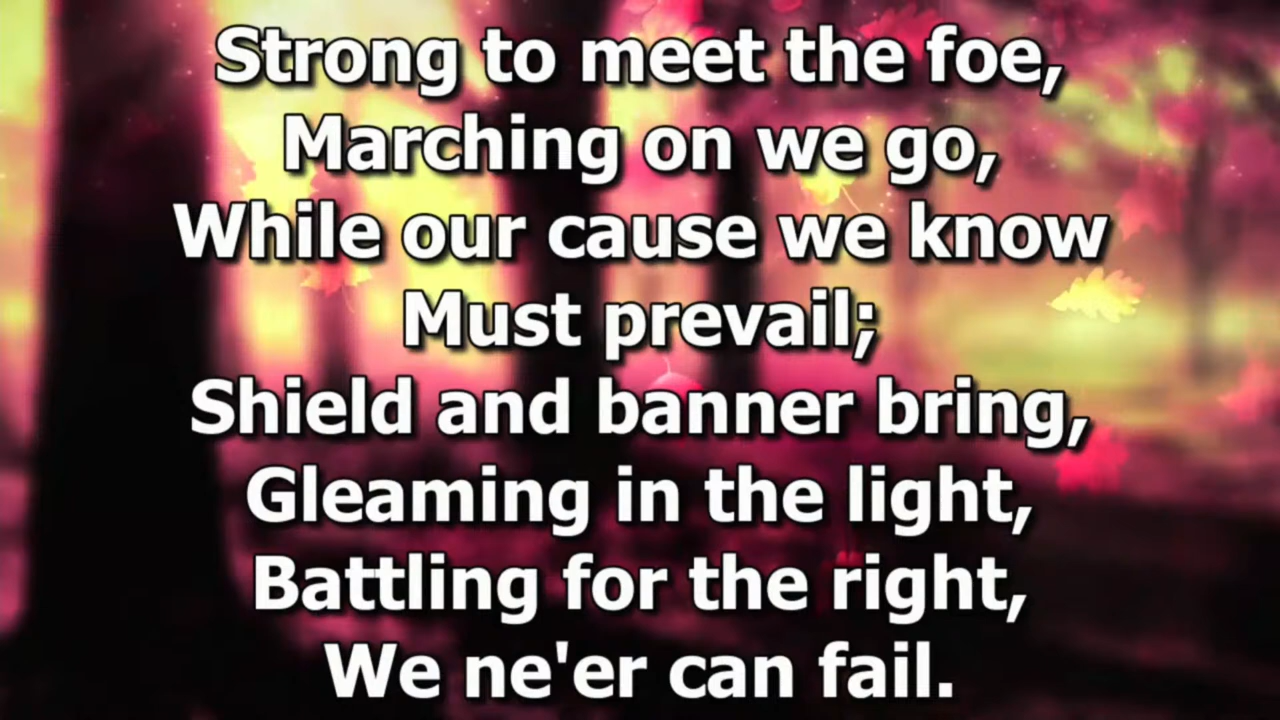 Strong to meet the foe,
Marching on we go,
While our cause we know
Must prevail;
Shield and banner bring,
Gleaming in the light,
Battling for the right,
We ne'er can fail.